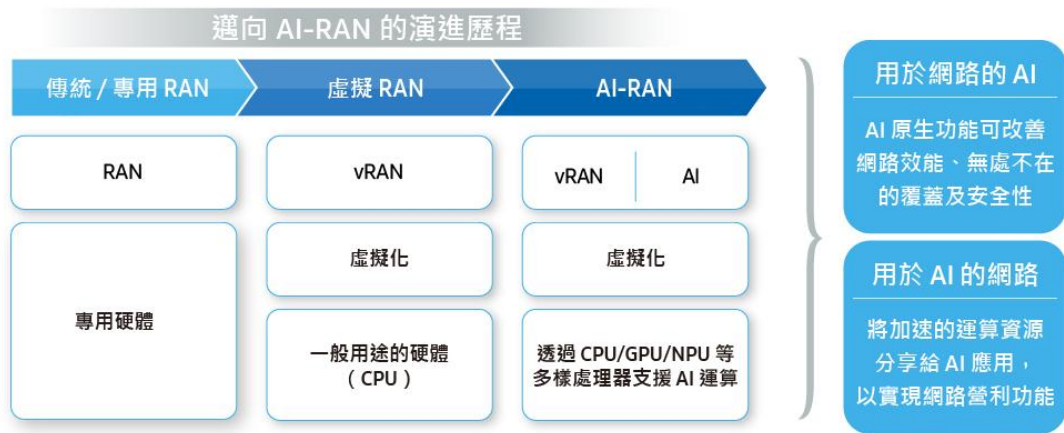 邁向 AI-RAN 的演進歷程
傳統 / 專用 RAN
虛擬 RAN
AI-RAN
RAN
vRAN
vRAN
AI
專用硬體
虛擬化
虛擬化
一般用途的硬體
(CPU)
透過 CPU/GPU/NPU 等
多樣處理器支援 AI 運算
用於網路的 AI
AI 原生功能可改善
網路效能、無處不在
的覆蓋及安全性
用於 AI 的網路
將加速的運算資源
分享給 AI 應用，
以實現網路營利功能